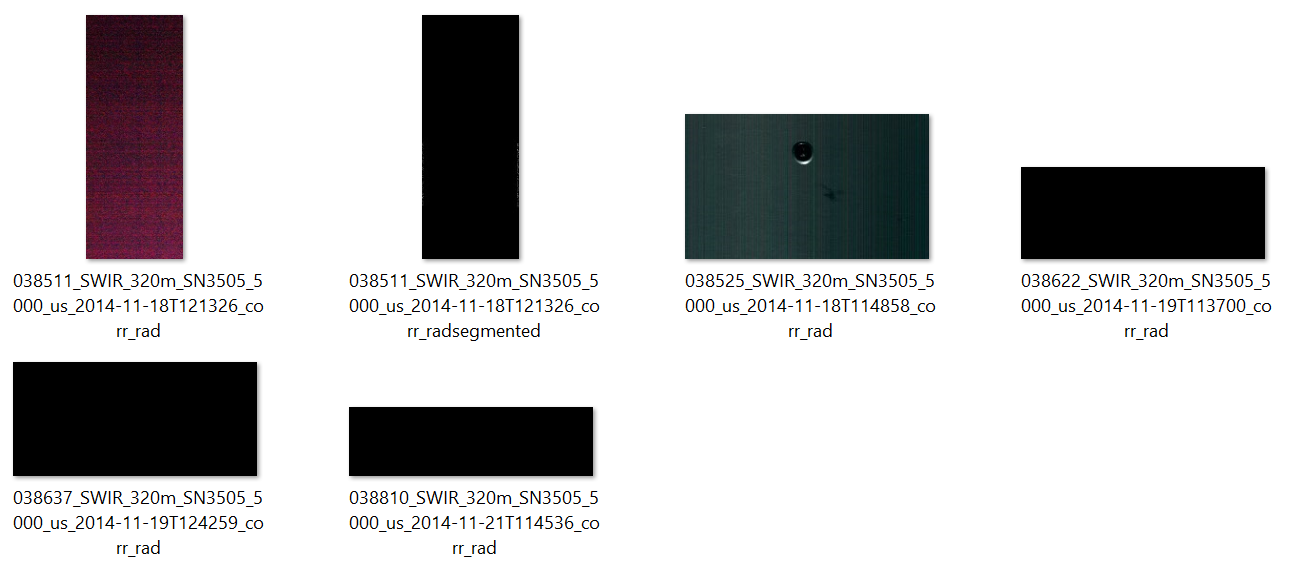 038511_SWIR_320m_SN3505_5
000_us_2014-11-18T121326_co
rr_rad
038511_SWIR_320m_SN3505_5
000_us_2014-11-18T121326_co
rr_radsegmented
038525_SWIR_320m_SN3505_5
000_us_2014-11-18T114858_co
rr_rad
038622_SWIR_320m_SN3505_5
000_us_2014-11-19T113700_co
rr_rad
038637_SWIR_320m_SN3505_5
000_us_2014-11-19T124259_co
rr_rad
038810_SWIR_320m_SN3505_5
000_us_2014-11-21T114536_co
rr_rad